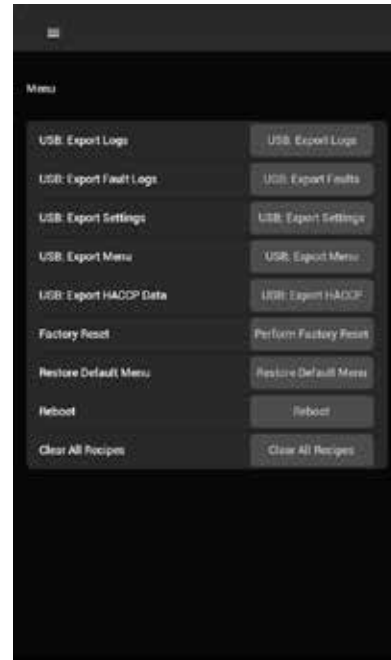 Menu
USB: Export Logs USB: Export Logs
USB: Export Fault Logs USB: Export Faults
USB: Export Settings USB: Export Settings
USB: Export Menu USB: Export Menu
USB: Export HACCP Data USB: Export HACCP
Factory Reset Perform Factory Reset
Restore Default Menu Restore Default Menu
Reboot Reboot
Clear All Recipes Clear All Recipes